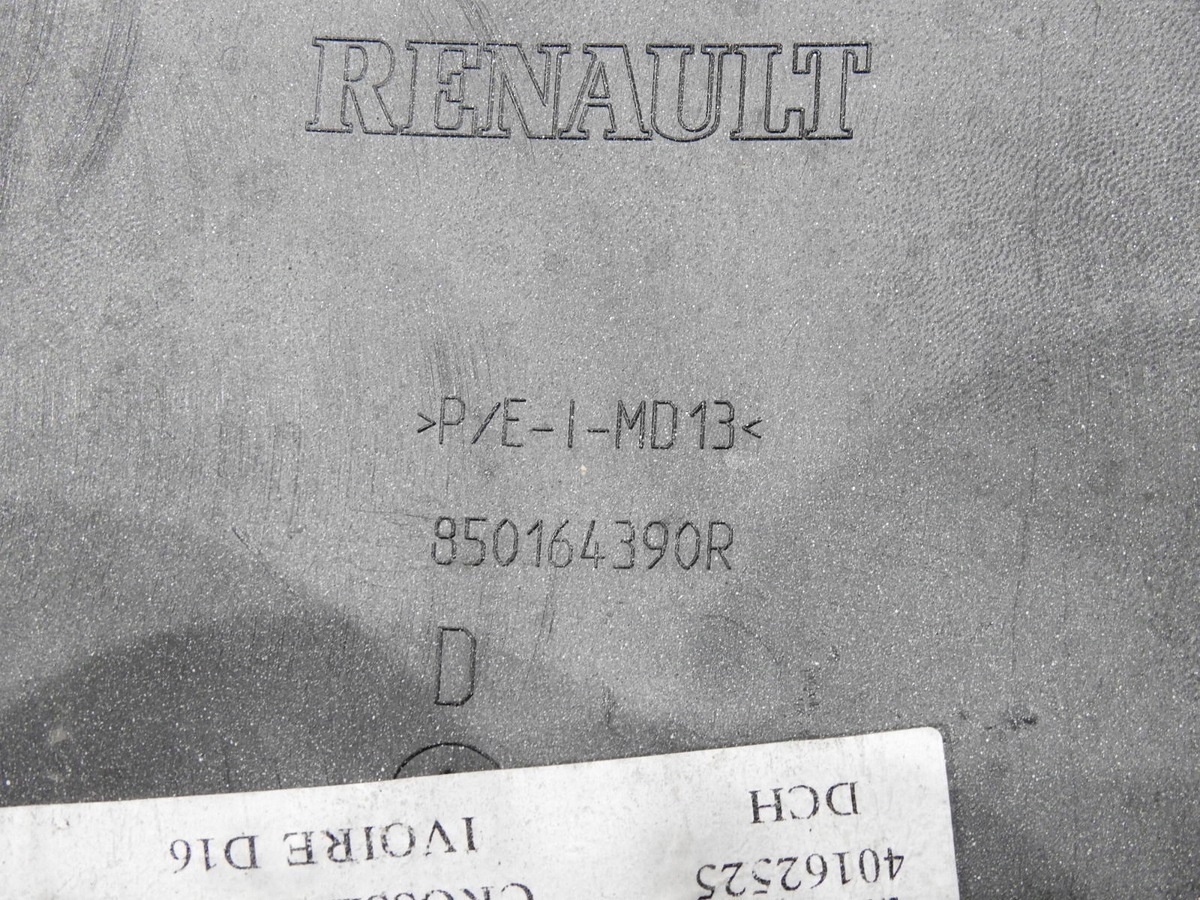 RENAULT
>P/E-I-MD13<
850164390R
D
DCH
IVOIRE D16
40162525